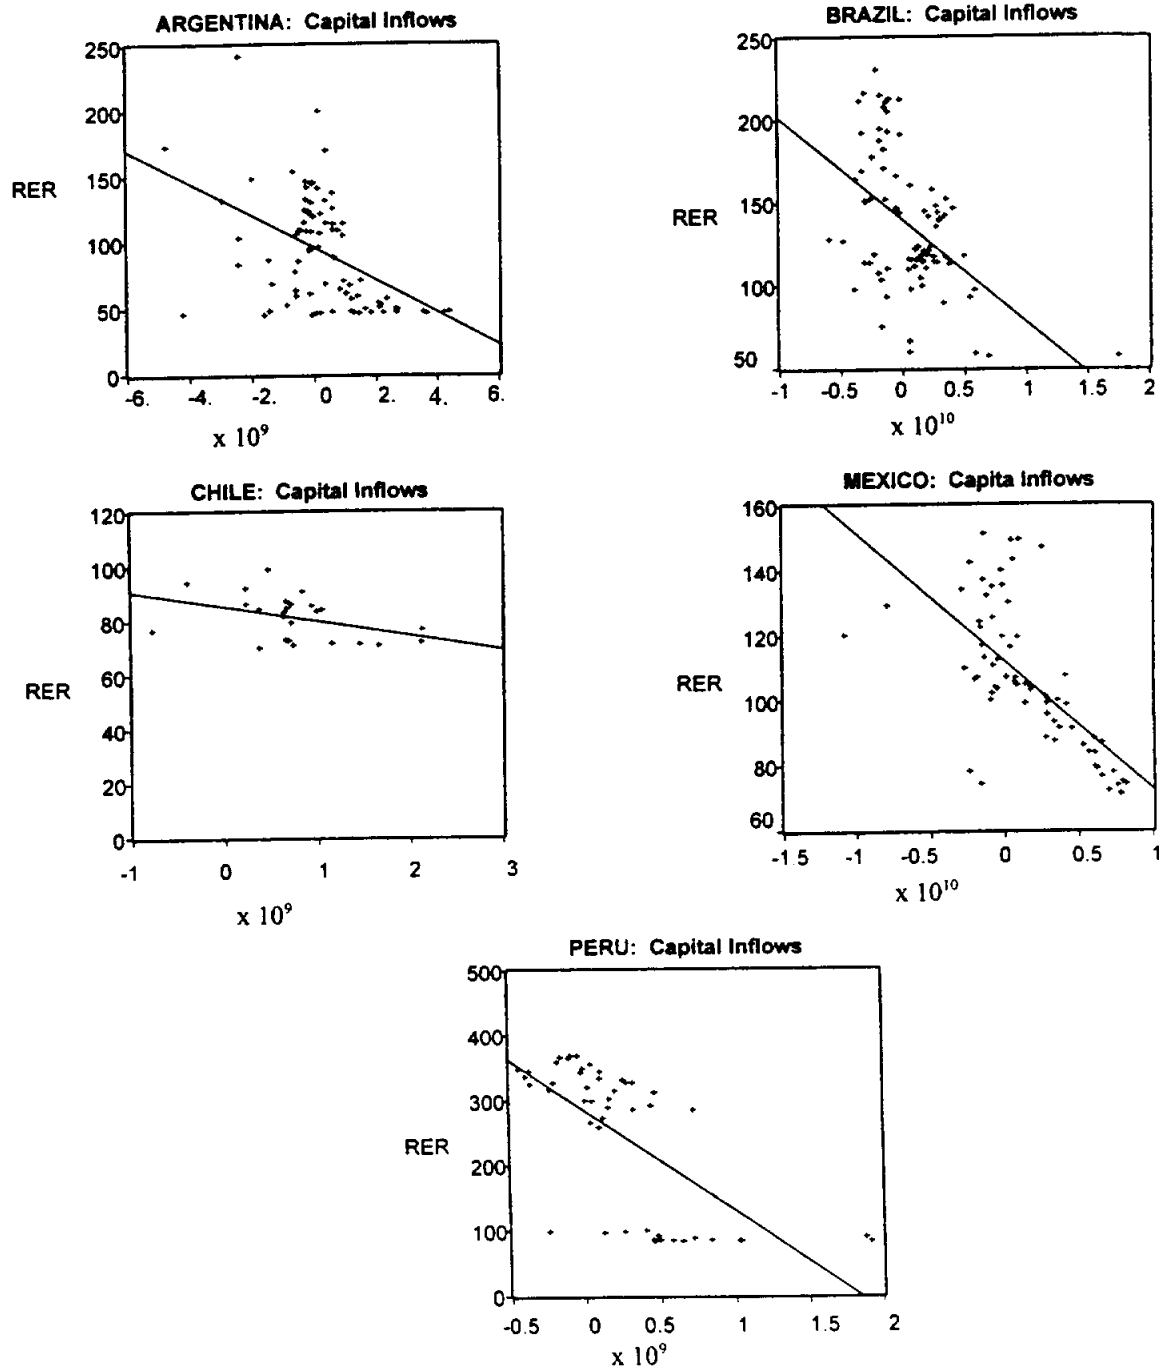 ARGENTINA: Capital Inflows
250
200
150
RER
100
50
0
-6. -4. -2. 0 2. 4. 6.
x 10⁹
BRAZIL: Capital Inflows
250
200
150
RER
100
50
-1 -0.5 0 0.5 1 1.5 2
x 10¹⁰
CHILE: Capital Inflows
120
100
80
60
RER
40
20
0
-1 0 1 2 3
x 10⁹
MEXICO: Capita Inflows
160
140
120
RER
100
80
60
-1.5 -1 -0.5 0 0.5 1
x 10¹⁰
PERU: Capital Inflows
500
400
300
RER
200
100
0
-0.5 0 0.5 1 1.5 2
x 10⁹